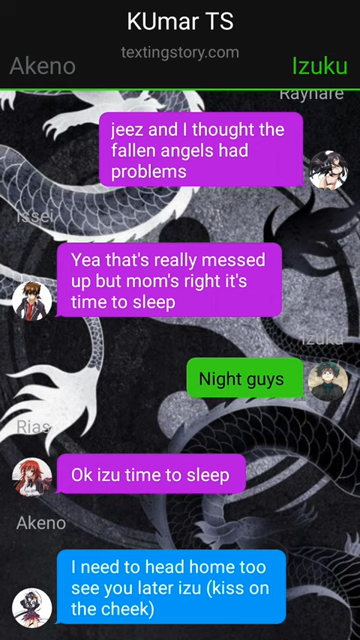 KUmar TS
textingstory.com
Akeno
Izuku
Raynare
jeez and I thought the
fallen angels had
problems
Issei
Yea that's really messed
up but mom's right it's
time to sleep
Izuku
Night guys
Rias
Ok izu time to sleep
Akeno
I need to head home too
see you later izu (kiss on
the cheek)